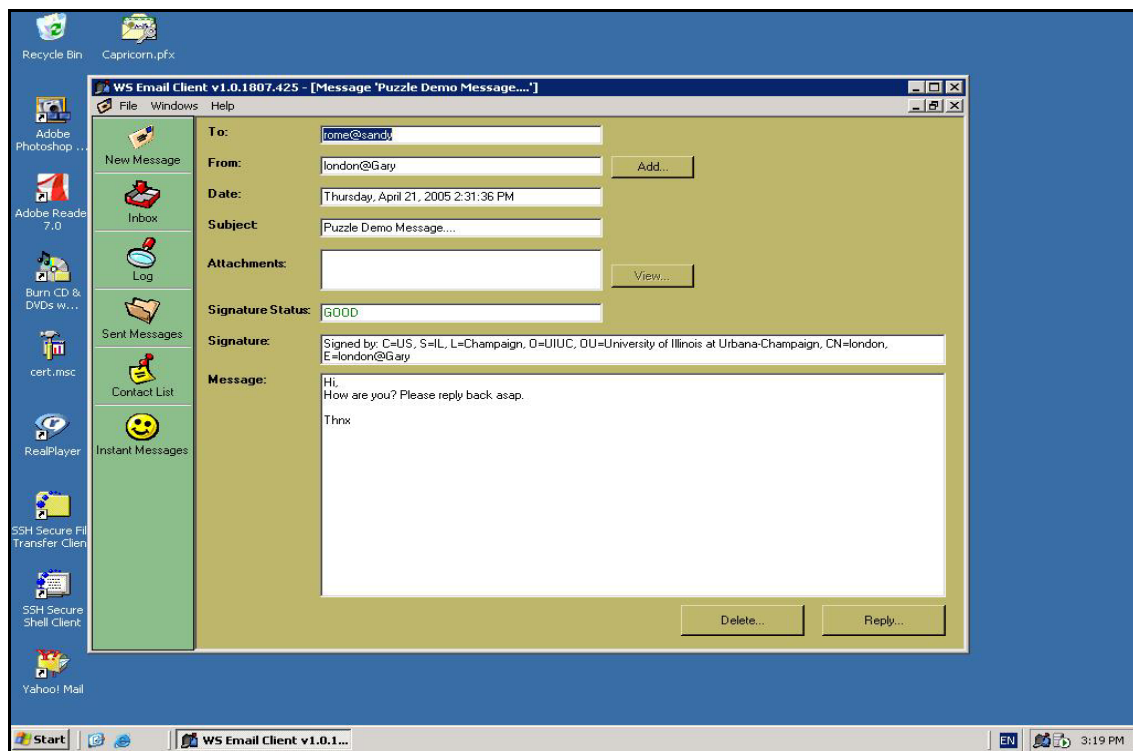 Recycle Bin
Capricorn.pfx
Adobe
Photoshop ...
Adobe Reade
7.0
Burn CD &
DVDs w...
cert.msc
RealPlayer
SSH Secure Fil
Transfer Clien
SSH Secure
Shell Client
Yahoo! Mail
WS Email Client v1.0.1807.425 - [Message 'Puzzle Demo Message....']
File Windows Help
New Message
Inbox
Log
Sent Messages
Contact List
Instant Messages
To: rome@sandy
From: london@Gary Add...
Date: Thursday, April 21, 2005 2:31:36 PM
Subject: Puzzle Demo Message....
Attachments: View...
Signature Status: GOOD
Signature: Signed by: C=US, S=IL, L=Champaign, O=UIUC, OU=University of Illinois at Urbana-Champaign, CN=london,
E=london@Gary
Message: Hi,
How are you? Please reply back asap.
Thnx
Delete... Reply...
Start WS Email Client v1.0.1... EN 3:19 PM